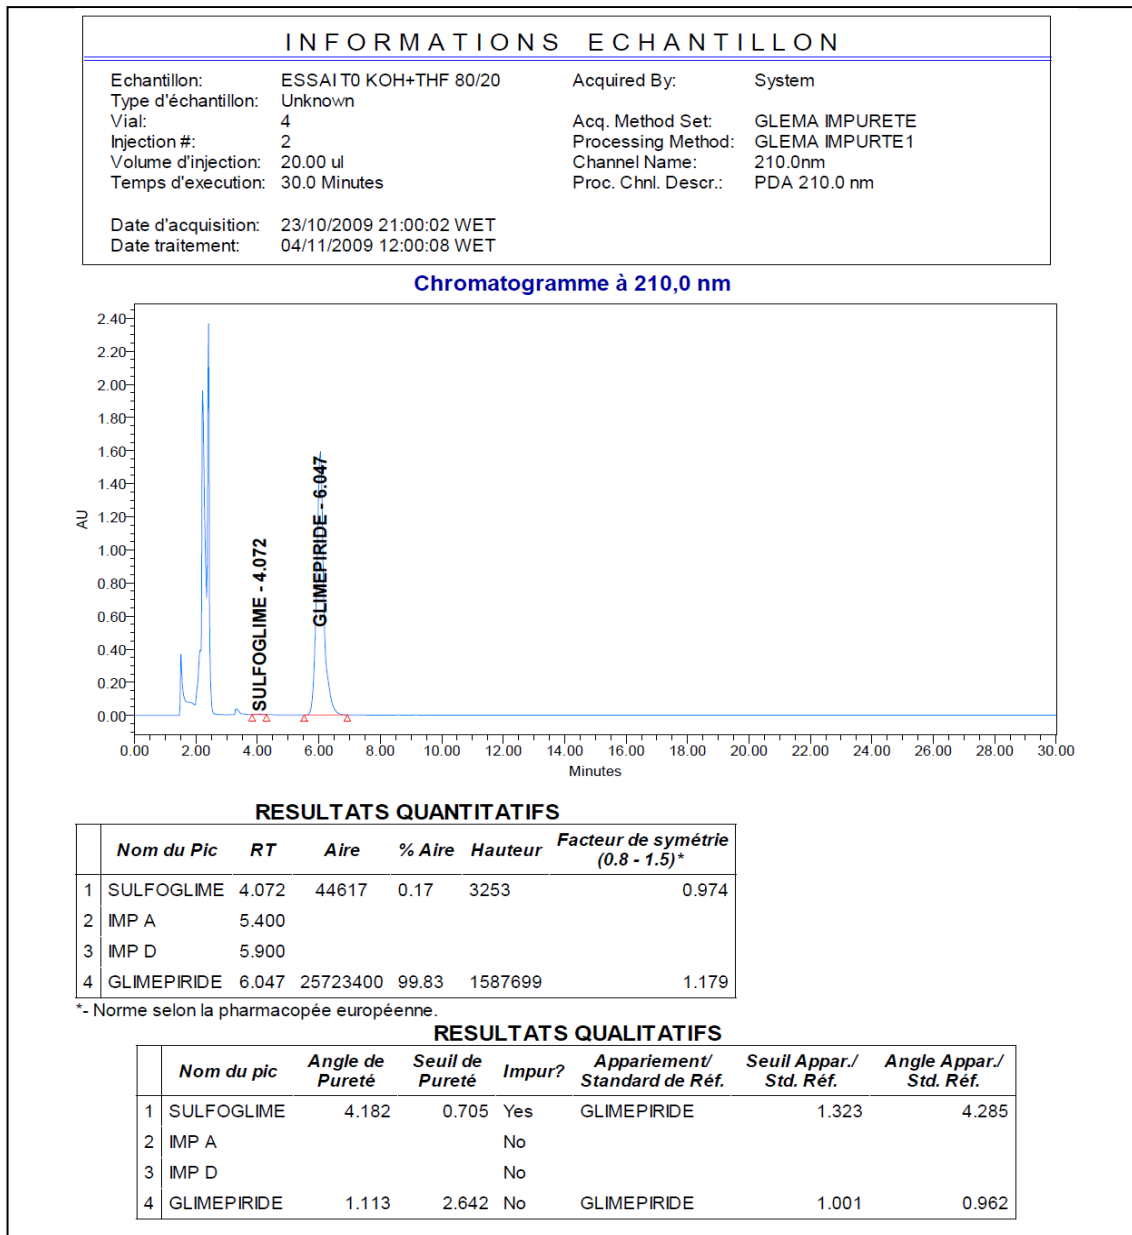 INFORMATIONS ECHANTILLON
Echantillon: ESSAI T0 KOH+THF 80/20 Acquired By: System
Type d'échantillon: Unknown
Vial: 4 Acq. Method Set: GLEMA IMPURETE
Injection #: 2 Processing Method: GLEMA IMPURTE1
Volume d'injection: 20.00 ul Channel Name: 210.0nm
Temps d'execution: 30.0 Minutes Proc. Chnl. Descr.: PDA 210.0 nm
Date d'acquisition: 23/10/2009 21:00:02 WET
Date traitement: 04/11/2009 12:00:08 WET
Chromatogramme à 210,0 nm
2.40
2.20
2.00
1.80
1.60
1.40
1.20
1.00
0.80
0.60
0.40
0.20
0.00
AU
SULFOGLIME - 4.072
GLIMEPIRIDE - 6.047
0.00 2.00 4.00 6.00 8.00 10.00 12.00 14.00 16.00 18.00 20.00 22.00 24.00 26.00 28.00 30.00
Minutes
RESULTATS QUANTITATIFS
Nom du Pic RT Aire % Aire Hauteur Facteur de symétrie
(0.8 - 1.5)*
1 SULFOGLIME 4.072 44617 0.17 3253 0.974
2 IMP A 5.400
3 IMP D 5.900
4 GLIMEPIRIDE 6.047 25723400 99.83 1587699 1.179
*- Norme selon la pharmacopée européenne.
RESULTATS QUALITATIFS
Nom du pic Angle de Pureté Seuil de Pureté Impur? Appariement/ Standard de Réf. Seuil Appar./ Std. Réf. Angle Appar./ Std. Réf.
1 SULFOGLIME 4.182 0.705 Yes GLIMEPIRIDE 1.323 4.285
2 IMP A No
3 IMP D No
4 GLIMEPIRIDE 1.113 2.642 No GLIMEPIRIDE 1.001 0.962